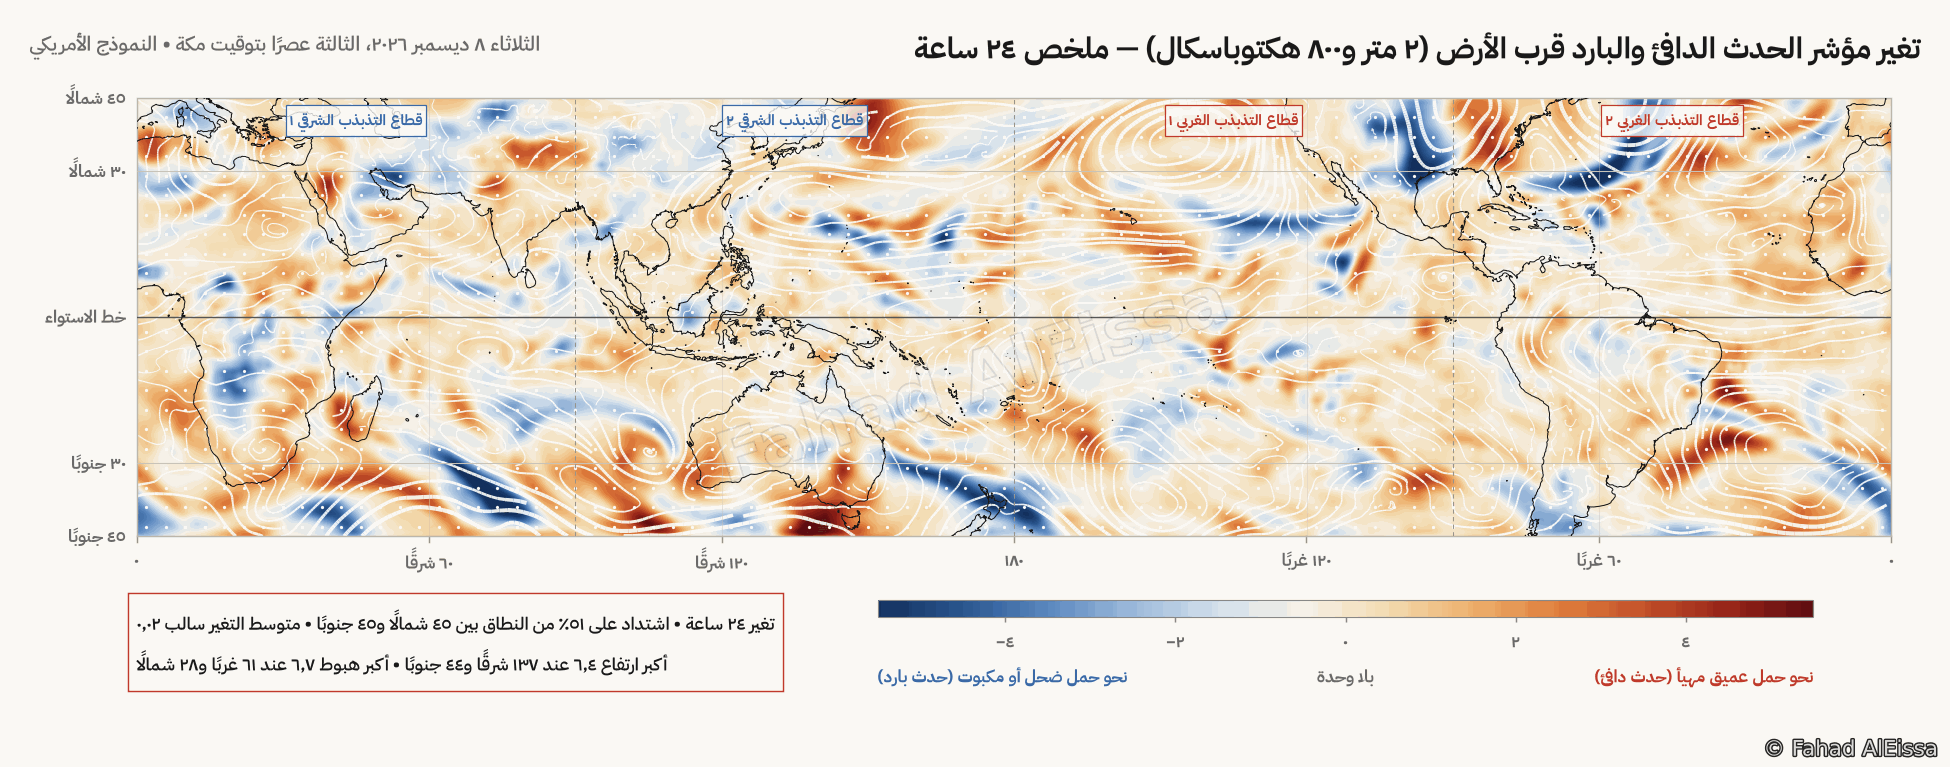 تغير مؤشر الحدث الدافئ والبارد قرب الأرض (٢ متر و٨٠٠ هكتوباسكال) — ملخص ٢٤ ساعة
الثلاثاء ٨ ديسمبر ٢٠٢٦، الثالثة عصرًا بتوقيت مكة • النموذج الأمريكي
قطاع التذبذب الشرقي ١
قطاع التذبذب الشرقي ٢
قطاع التذبذب الغربي ١
قطاع التذبذب الغربي ٢
٤٥ شمالًا
٣٠ شمالًا
خط الاستواء
٣٠ جنوبًا
٤٥ جنوبًا
Fahad AlEissa
٠
٦٠ شرقًا
١٢٠ شرقًا
١٨٠
١٢٠ غربًا
٦٠ غربًا
٠
تغير ٢٤ ساعة • اشتداد على ٥١٪ من النطاق بين ٤٥ شمالًا و٤٥ جنوبًا • متوسط التغير سالب ٠,٠٢
أكبر ارتفاع ٦,٤ عند ١٣٧ شرقًا و٤٤ جنوبًا • أكبر هبوط ٦,٧ عند ٦١ غربًا و٢٨ شمالًا
−٤
−٢
٠
٢
٤
نحو حمل ضحل أو مكبوت (حدث بارد)
بلا وحدة
نحو حمل عميق مهيأ (حدث دافئ)
© Fahad AlEissa